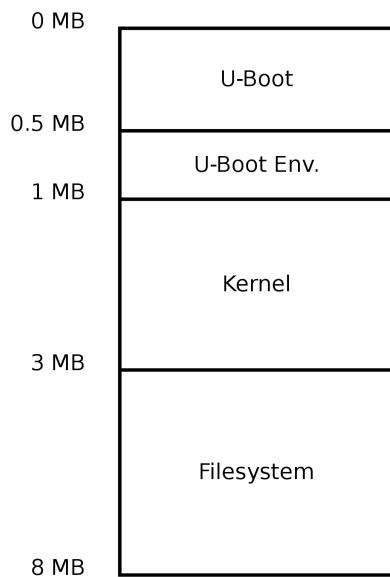 0 MB
U-Boot
0.5 MB
U-Boot Env.
1 MB
Kernel
3 MB
Filesystem
8 MB